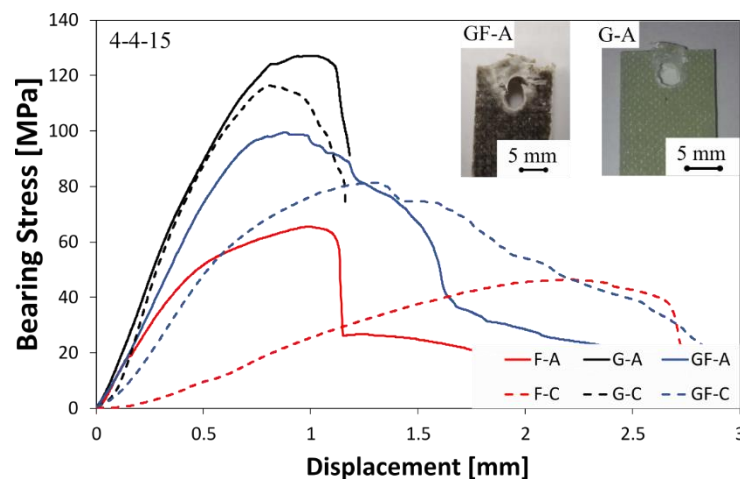 4-4-15
GF-A
G-A
5 mm
5 mm
Bearing Stress [MPa]
140
120
100
80
60
40
20
0
0
0.5
1
1.5
2
2.5
3
F-A
G-A
GF-A
F-C
G-C
GF-C
Displacement [mm]